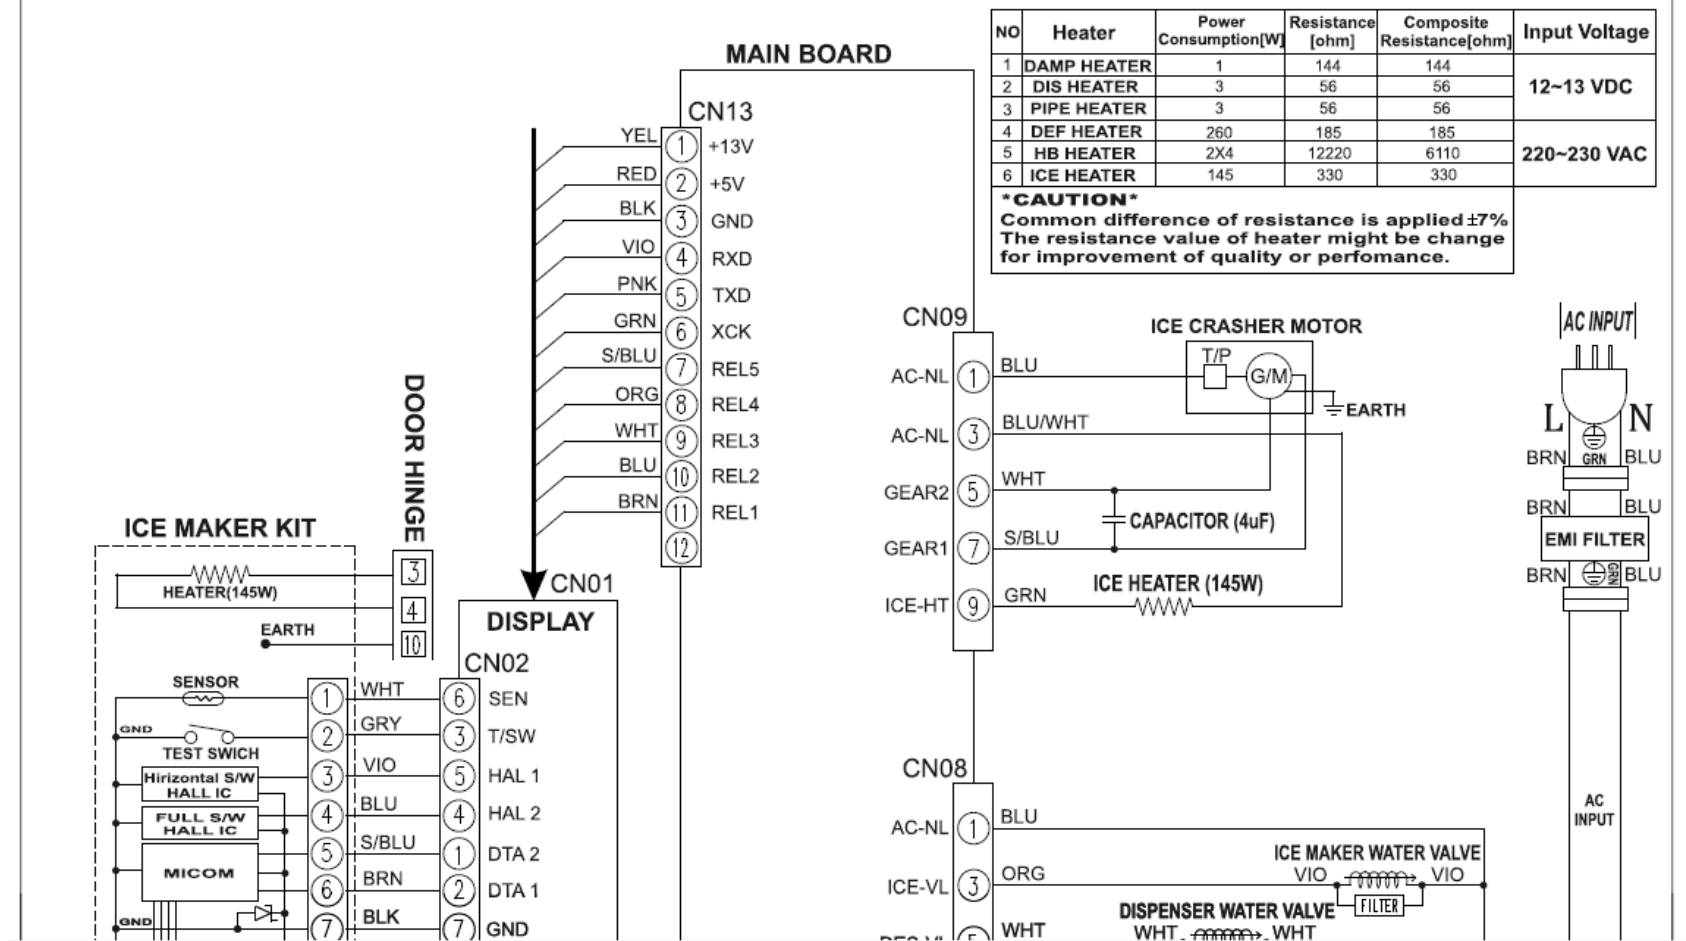 NO Heater Power Consumption[W] Resistance [ohm] Composite Resistance[ohm] Input Voltage
1 DAMP HEATER 1 144 144 12~13 VDC
2 DIS HEATER 3 56 56
3 PIPE HEATER 3 56 56
4 DEF HEATER 260 185 185 220~230 VAC
5 HB HEATER 2X4 12220 6110
6 ICE HEATER 145 330 330
*CAUTION*
Common difference of resistance is applied ±7%
The resistance value of heater might be change
for improvement of quality or perfomance.
MAIN BOARD
CN13
YEL 1 +13V
RED 2 +5V
BLK 3 GND
VIO 4 RXD
PNK 5 TXD
GRN 6 XCK
S/BLU 7 REL5
ORG 8 REL4
WHT 9 REL3
BLU 10 REL2
BRN 11 REL1
12
DOOR HINGE
3
4
10
ICE MAKER KIT
HEATER(145W)
EARTH
CN01
DISPLAY
CN02
SENSOR
1 WHT 6 SEN
GND
TEST SWICH
2 GRY 3 T/SW
Hirizontal S/W
HALL IC
3 VIO 5 HAL 1
FULL S/W
HALL IC
4 BLU 4 HAL 2
MICOM
5 S/BLU 1 DTA 2
6 BRN 2 DTA 1
GND
7 BLK 7 GND
CN09
ICE CRASHER MOTOR
T/P
G/M
EARTH
AC-NL 1 BLU
AC-NL 3 BLU/WHT
GEAR2 5 WHT
CAPACITOR (4uF)
GEAR1 7 S/BLU
ICE HEATER (145W)
ICE-HT 9 GRN
CN08
AC-NL 1 BLU
ICE MAKER WATER VALVE
ICE-VL 3 ORG VIO VIO
FILTER
DISPENSER WATER VALVE
5 WHT WHT WHT
AC INPUT
L N
BRN GRN BLU
BRN BLU
EMI FILTER
BRN GRN BLU
AC
INPUT